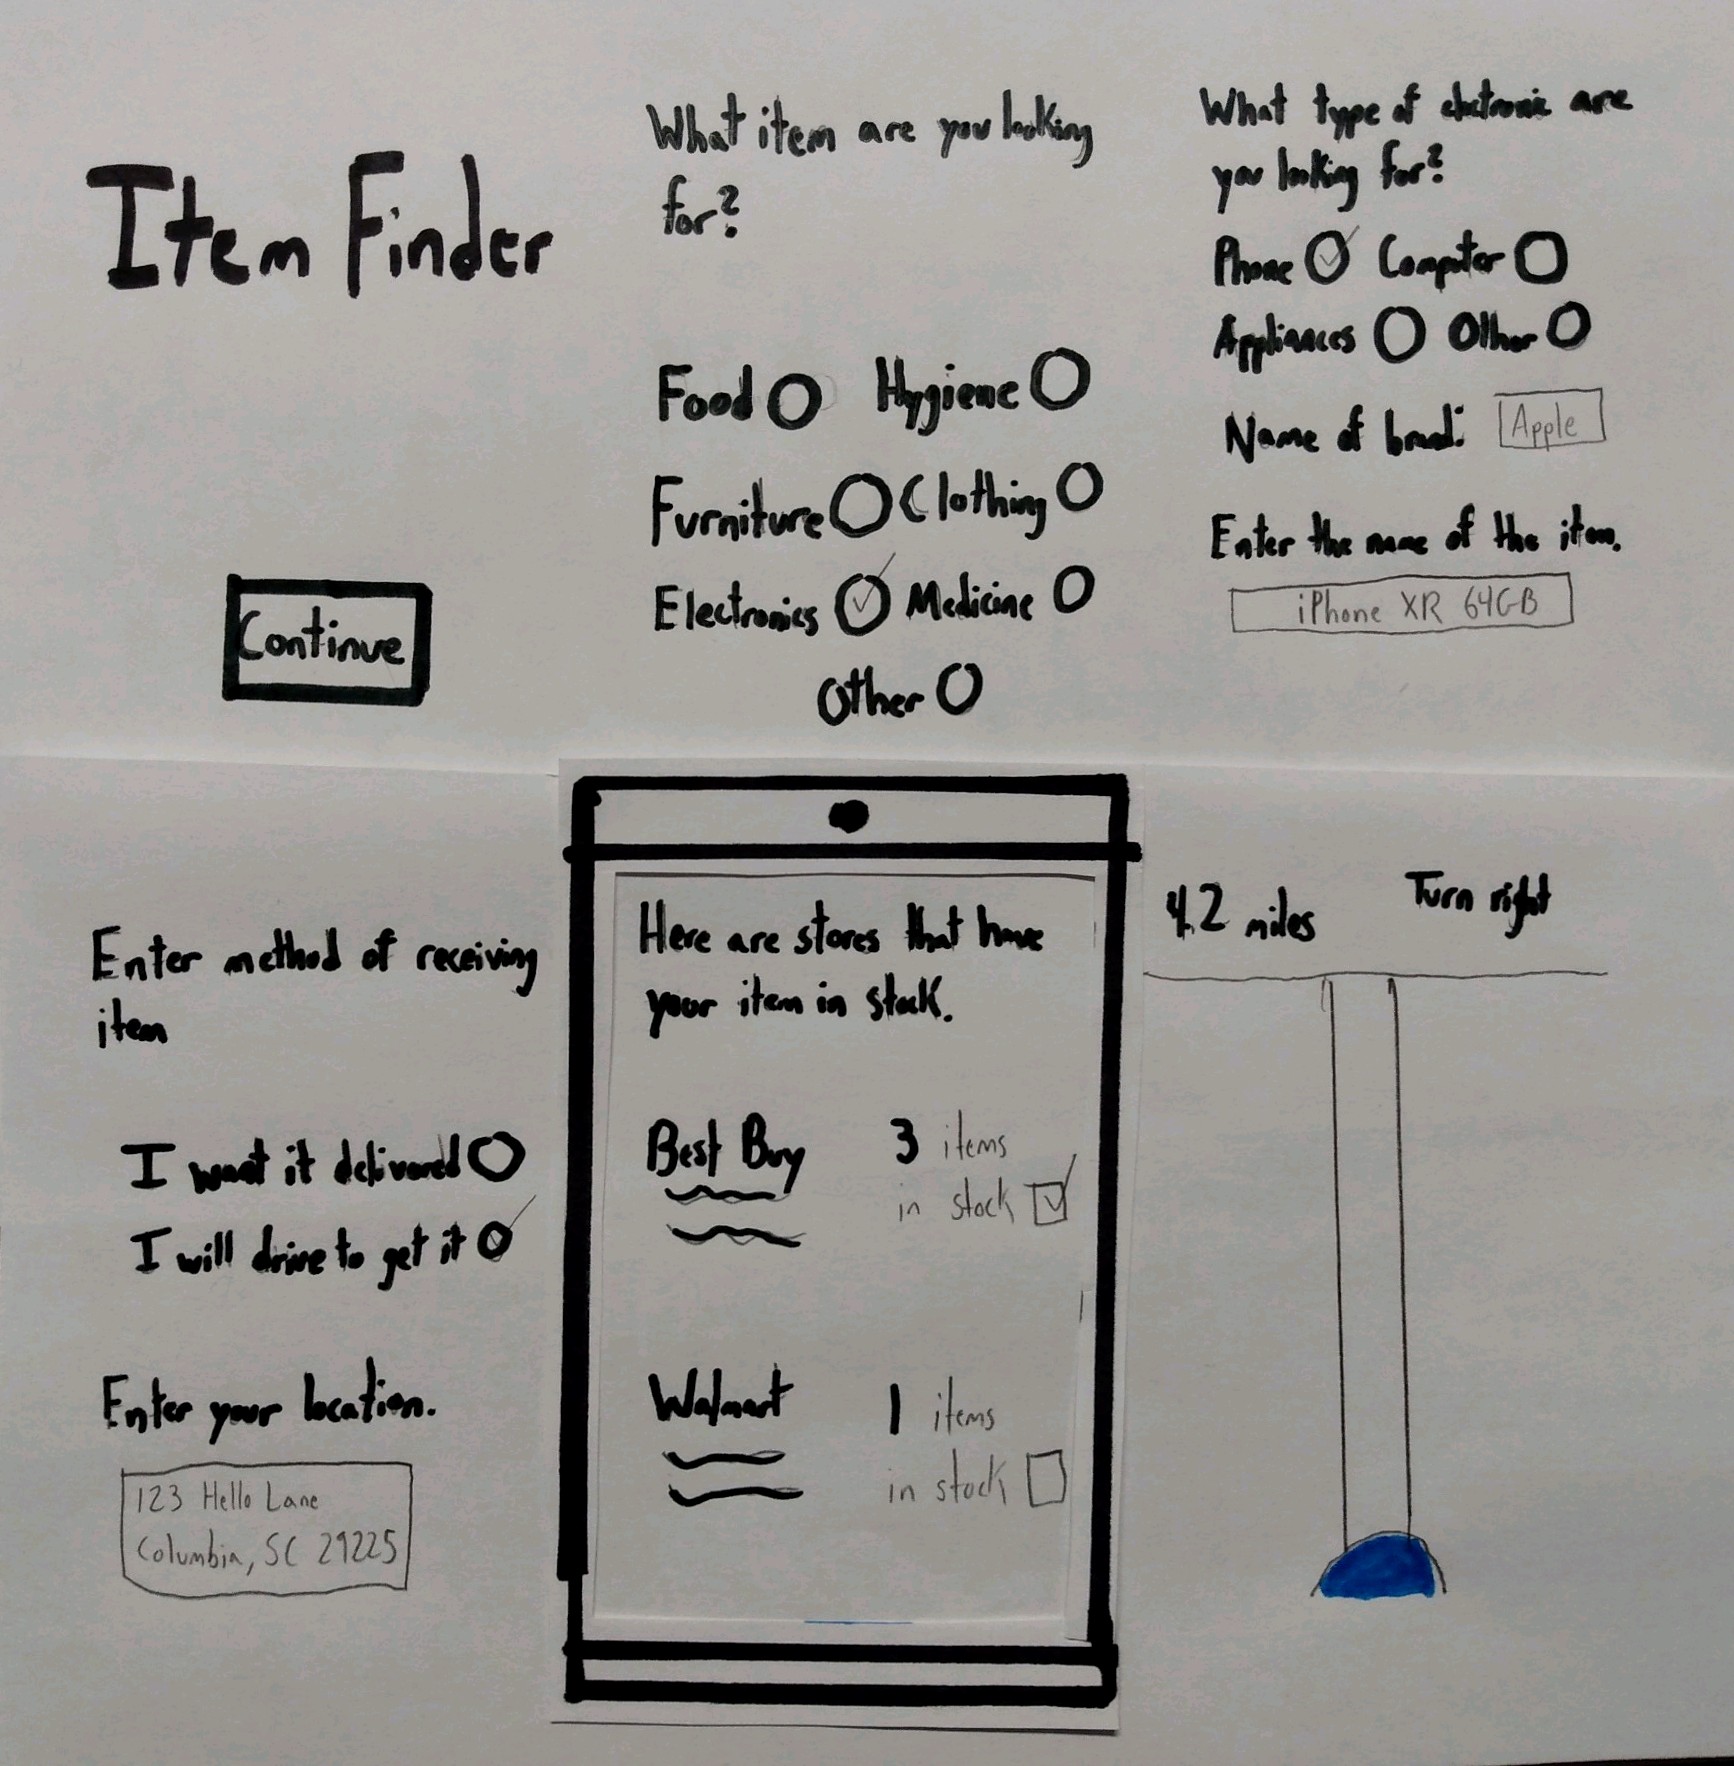 Item Finder
Continue
What item are you looking
for?
Food Hygiene
Furniture Clothing
Electronics Medicine
Other
What type of electronic are
you looking for?
Phone Computer
Appliances Other
Name of brand: Apple
Enter the name of the item.
iPhone XR 64GB
Enter method of receiving
item
I want it delivered
I will drive to get it
Enter your location.
123 Hello Lane
Columbia, SC 29225
Here are stores that have
your item in stock.
Best Buy 3 items
in stock
Walmart 1 items
in stock
4.2 miles Turn right